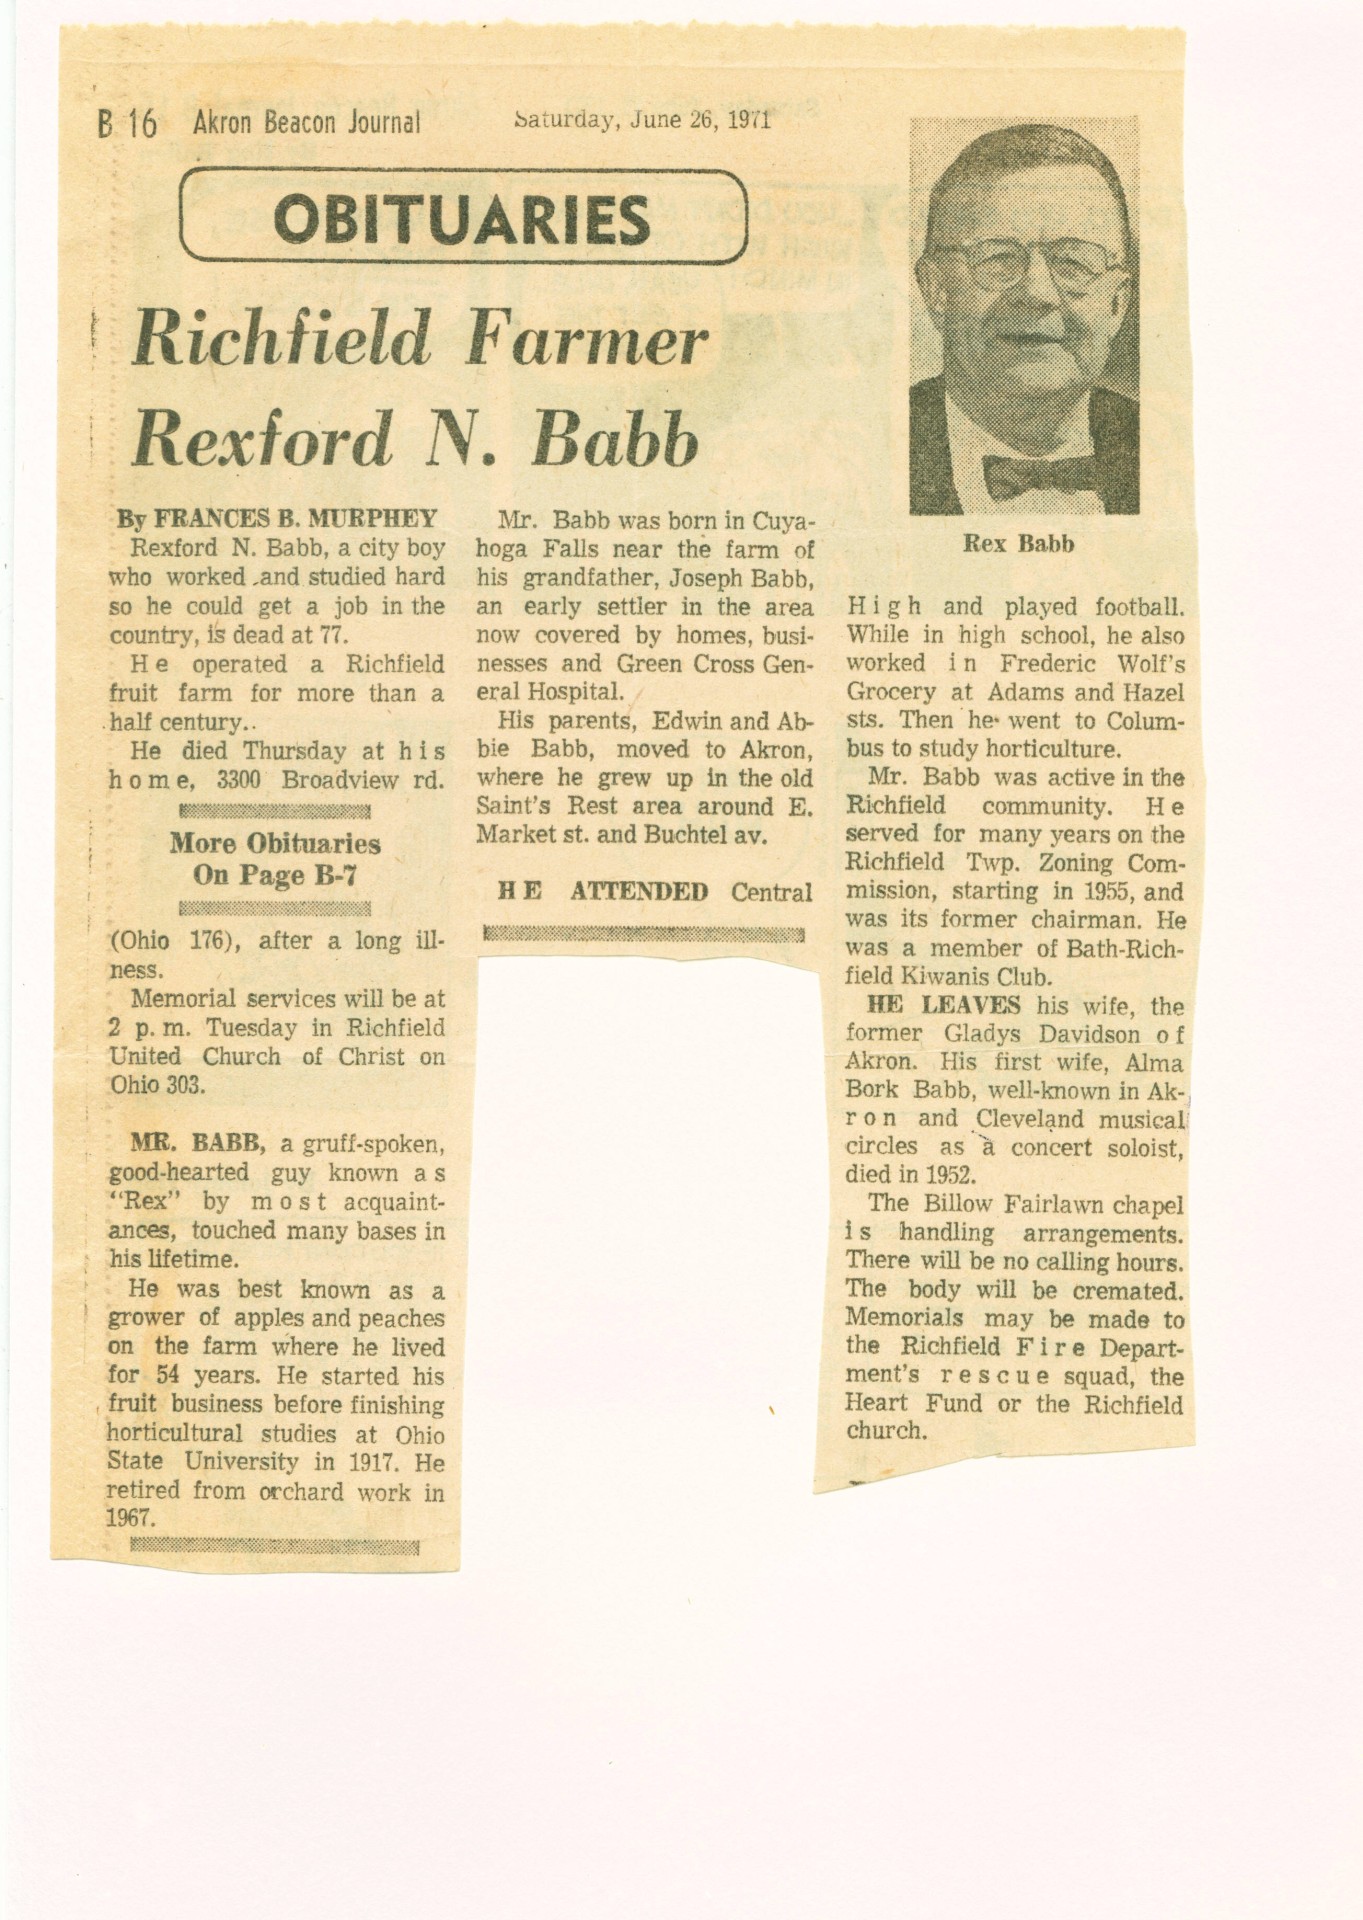 B 16 Akron Beacon Journal Saturday, June 26, 1971
OBITUARIES
Richfield Farmer
Rexford N. Babb
By FRANCES B. MURPHEY
Rexford N. Babb, a city boy
who worked and studied hard
so he could get a job in the
country, is dead at 77.
He operated a Richfield
fruit farm for more than a
half century..
He died Thursday at his
home, 3300 Broadview rd.
More Obituaries
On Page B-7
(Ohio 176), after a long ill-
ness.
Memorial services will be at
2 p. m. Tuesday in Richfield
United Church of Christ on
Ohio 303.
MR. BABB, a gruff-spoken,
good-hearted guy known as
"Rex" by most acquaint-
ances, touched many bases in
his lifetime.
He was best known as a
grower of apples and peaches
on the farm where he lived
for 54 years. He started his
fruit business before finishing
horticultural studies at Ohio
State University in 1917. He
retired from orchard work in
1967.
Mr. Babb was born in Cuya-
hoga Falls near the farm of
his grandfather, Joseph Babb,
an early settler in the area
now covered by homes, busi-
nesses and Green Cross Gen-
eral Hospital.
His parents, Edwin and Ab-
bie Babb, moved to Akron,
where he grew up in the old
Saint's Rest area around E.
Market st. and Buchtel av.
HE ATTENDED Central
Rex Babb
High and played football.
While in high school, he also
worked in Frederic Wolf's
Grocery at Adams and Hazel
sts. Then he went to Colum-
bus to study horticulture.
Mr. Babb was active in the
Richfield community. He
served for many years on the
Richfield Twp. Zoning Com-
mission, starting in 1955, and
was its former chairman. He
was a member of Bath-Rich-
field Kiwanis Club.
HE LEAVES his wife, the
former Gladys Davidson of
Akron. His first wife, Alma
Bork Babb, well-known in Ak-
ron and Cleveland musical
circles as a concert soloist,
died in 1952.
The Billow Fairlawn chapel
is handling arrangements.
There will be no calling hours.
The body will be cremated.
Memorials may be made to
the Richfield Fire Depart-
ment's rescue squad, the
Heart Fund or the Richfield
church.